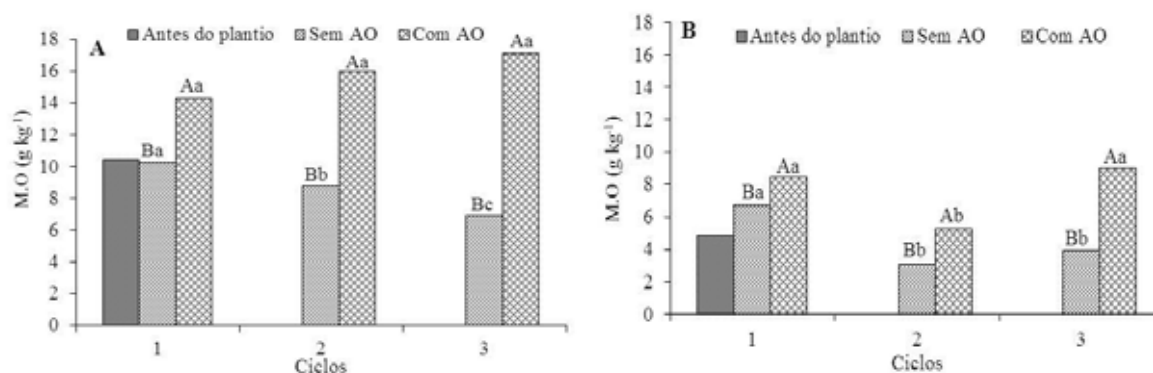 A
Antes do plantio Sem AO Com AO
M.O (g kg⁻¹)
18
16
14
12
10
8
6
4
2
0
Ba Aa Bb Aa Bc Aa
1 2 3
Ciclos
B
Antes do plantio Sem AO Com AO
M.O (g kg⁻¹)
18
16
14
12
10
8
6
4
2
0
Ba Aa Bb Ab Bb Aa
1 2 3
Ciclos